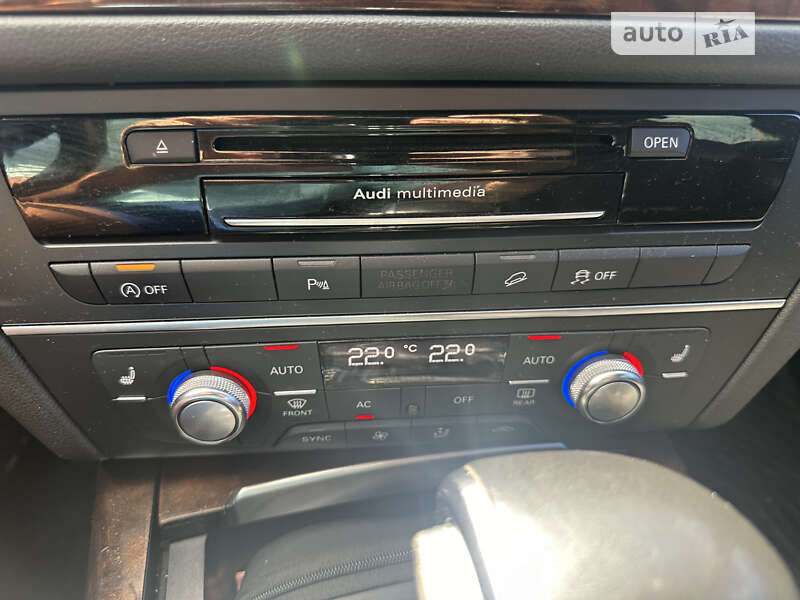 auto RIA
OPEN
Audi multimedia
A OFF
P
PASSENGER
AIRBAG OFF
OFF
22.0 °C 22.0
AUTO
AUTO
FRONT
AC
OFF
REAR
SYNC